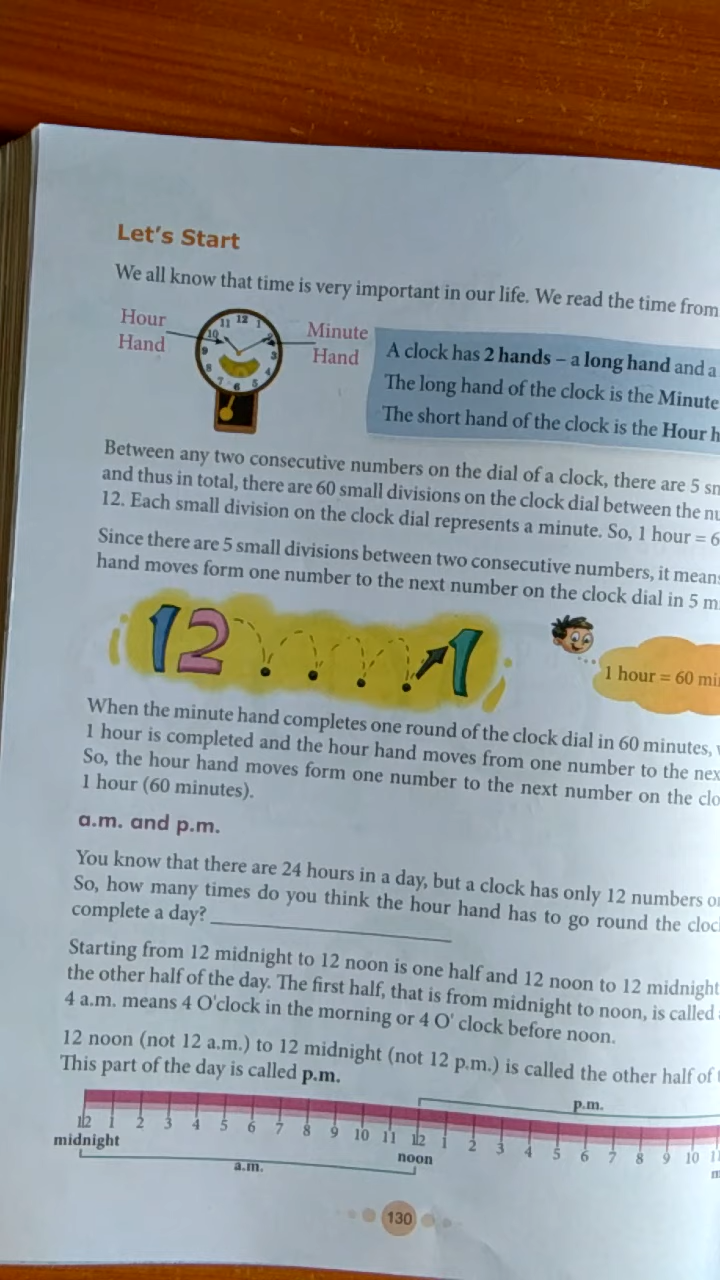 Let's Start
We all know that time is very important in our life. We read the time from
Hour
Hand
Minute
Hand
11 12 1
10 2
9 3
8 4
7 6 5
A clock has 2 hands – a long hand and a
The long hand of the clock is the Minute
The short hand of the clock is the Hour h
Between any two consecutive numbers on the dial of a clock, there are 5 sm
and thus in total, there are 60 small divisions on the clock dial between the nu
12. Each small division on the clock dial represents a minute. So, 1 hour = 6
Since there are 5 small divisions between two consecutive numbers, it means
hand moves form one number to the next number on the clock dial in 5 m
12 1
1 hour = 60 mi
When the minute hand completes one round of the clock dial in 60 minutes,
1 hour is completed and the hour hand moves from one number to the nex
So, the hour hand moves form one number to the next number on the clo
1 hour (60 minutes).
a.m. and p.m.
You know that there are 24 hours in a day, but a clock has only 12 numbers o
So, how many times do you think the hour hand has to go round the cloc
complete a day?
Starting from 12 midnight to 12 noon is one half and 12 noon to 12 midnight
the other half of the day. The first half, that is from midnight to noon, is called
4 a.m. means 4 O'clock in the morning or 4 O' clock before noon.
12 noon (not 12 a.m.) to 12 midnight (not 12 p.m.) is called the other half of
This part of the day is called p.m.
p.m.
12 1 2 3 4 5 6 7 8 9 10 11 12 1 2 3 4 5 6 7 8 9 10
midnight
noon
a.m.
130